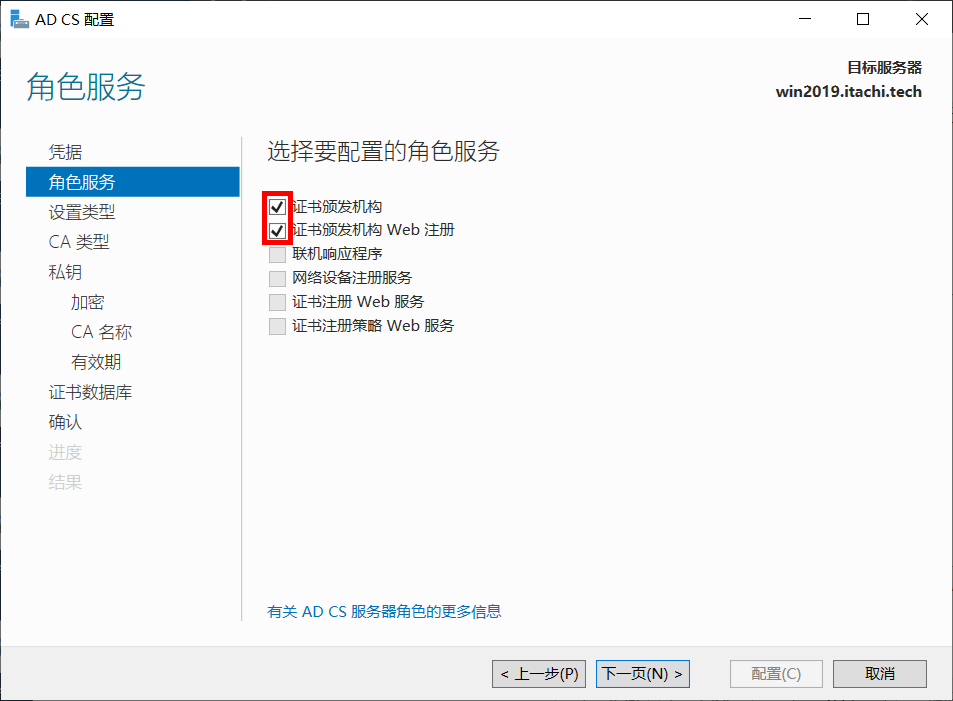 AD CS 配置
角色服务
目标服务器
win2019.itachi.tech
凭据
角色服务
设置类型
CA 类型
私钥
加密
CA 名称
有效期
证书数据库
确认
进度
结果
选择要配置的角色服务
证书颁发机构
证书颁发机构 Web 注册
联机响应程序
网络设备注册服务
证书注册 Web 服务
证书注册策略 Web 服务
有关 AD CS 服务器角色的更多信息
< 上一步(P)
下一页(N) >
配置(C)
取消